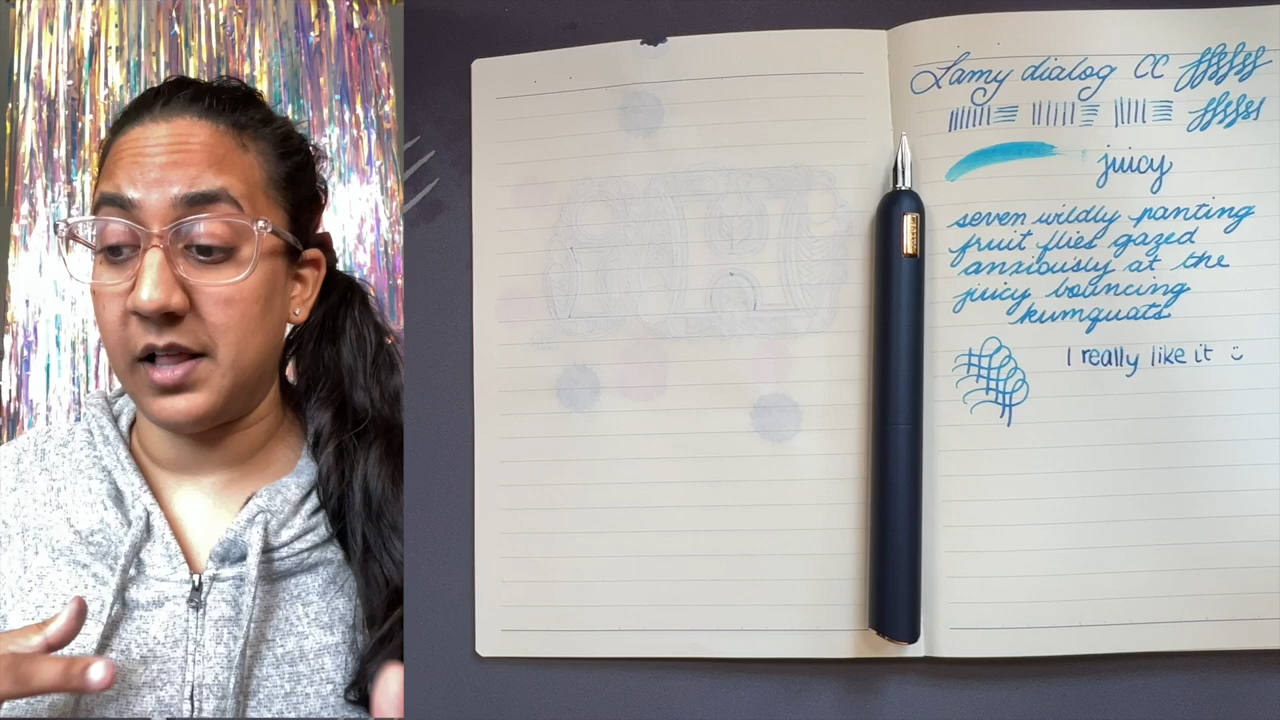 Lamy dialog CC
juicy
seven wildly panting
fruit flies gazed
anxiously at the
juicy bouncing
kumquats
I really like it :)